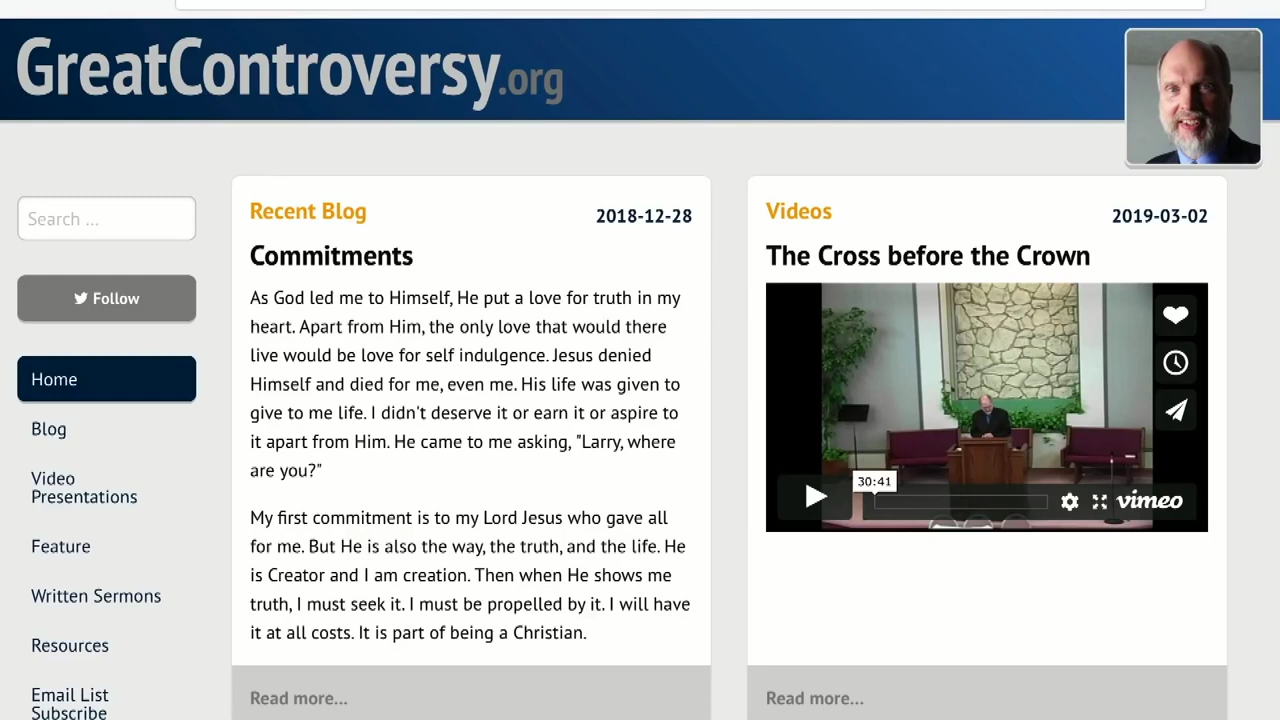 GreatControversy.org
Search ...
Follow
Home
Blog
Video
Presentations
Feature
Written Sermons
Resources
Email List
Subscribe
Recent Blog
2018-12-28
Commitments
As God led me to Himself, He put a love for truth in my
heart. Apart from Him, the only love that would there
live would be love for self indulgence. Jesus denied
Himself and died for me, even me. His life was given to
give to me life. I didn't deserve it or earn it or aspire to
it apart from Him. He came to me asking, "Larry, where
are you?"
My first commitment is to my Lord Jesus who gave all
for me. But He is also the way, the truth, and the life. He
is Creator and I am creation. Then when He shows me
truth, I must seek it. I must be propelled by it. I will have
it at all costs. It is part of being a Christian.
Read more...
Videos
2019-03-02
The Cross before the Crown
30:41
vimeo
Read more...